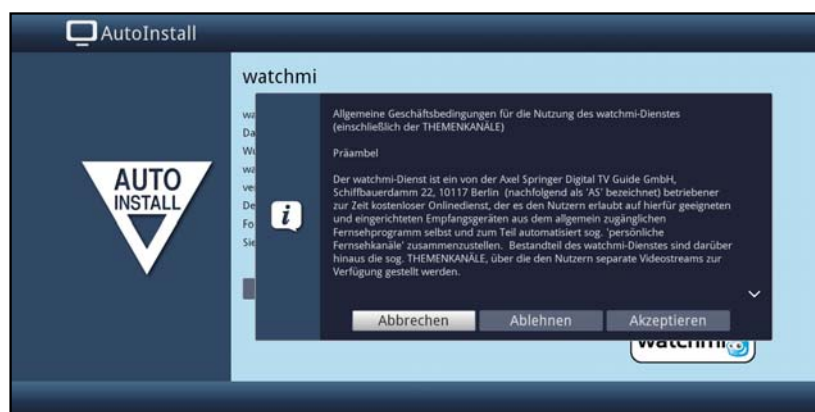 AutoInstall
watchmi
AUTO
INSTALL
Allgemeine Geschäftsbedingungen für die Nutzung des watchmi-Dienstes
(einschließlich der THEMENKANÄLE)
Präambel
Der watchmi-Dienst ist ein von der Axel Springer Digital TV Guide GmbH,
Schiffbauerdamm 22, 10117 Berlin (nachfolgend als 'AS' bezeichnet) betriebener
zur Zeit kostenloser Onlinedienst, der es den Nutzern erlaubt auf hierfür geeigneten
und eingerichteten Empfangsgeräten aus dem allgemein zugänglichen
Fernsehprogramm selbst und zum Teil automatisiert sog. 'persönliche
Fernsehkanäle' zusammenzustellen. Bestandteil des watchmi-Dienstes sind darüber
hinaus die sog. THEMENKANÄLE, über die den Nutzern separate Videostreams zur
Verfügung gestellt werden.
Abbrechen Ablehnen Akzeptieren
watchmi